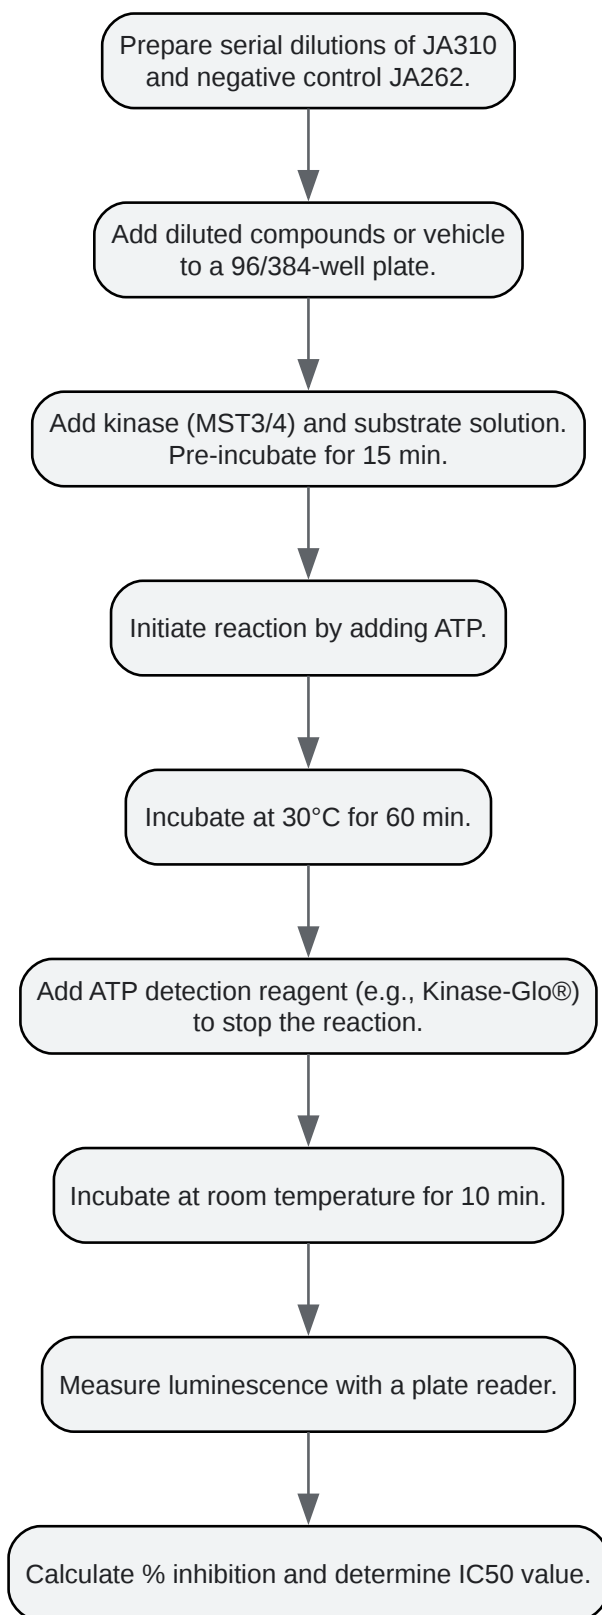 Prepare serial dilutions of JA310
and negative control JA262.
Add diluted compounds or vehicle
to a 96/384-well plate.
Add kinase (MST3/4) and substrate solution.
Pre-incubate for 15 min.
Initiate reaction by adding ATP.
Incubate at 30°C for 60 min.
Add ATP detection reagent (e.g., Kinase-Glo®)
to stop the reaction.
Incubate at room temperature for 10 min.
Measure luminescence with a plate reader.
Calculate % inhibition and determine IC50 value.